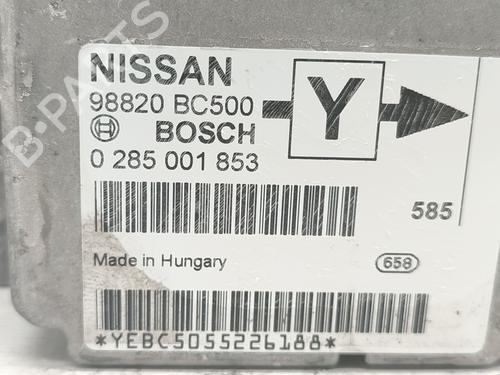 NISSAN
98820 BC500
Y
BOSCH
0 285 001 853
585
Made in Hungary
658
*YEBC5055226188*
B-PARTS